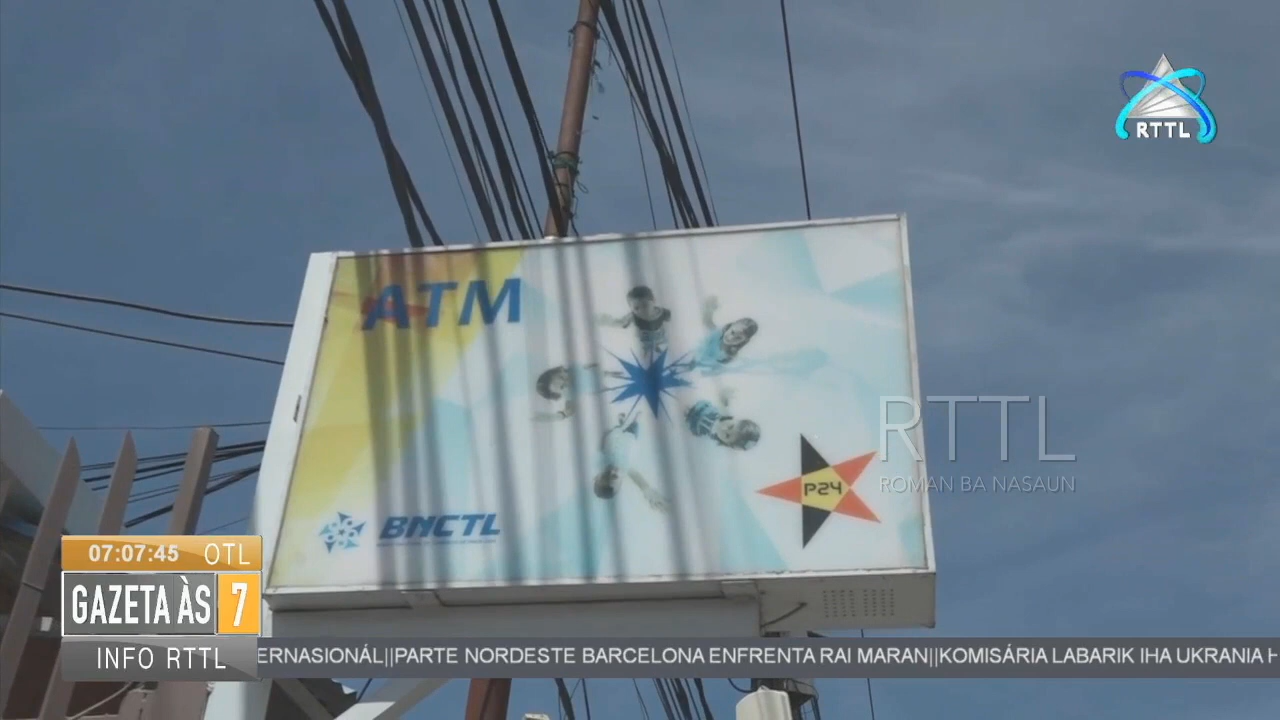 RTTL
ATM
RTTL
ROMAN BA NASAUN
P24
BNCTL
07:07:45 OTL
GAZETA ÀS 7
INFO RTTL
ERNASIONÁL||PARTE NORDESTE BARCELONA ENFRENTA RAI MARAN||KOMISÁRIA LABARIK IHA UKRANIA H